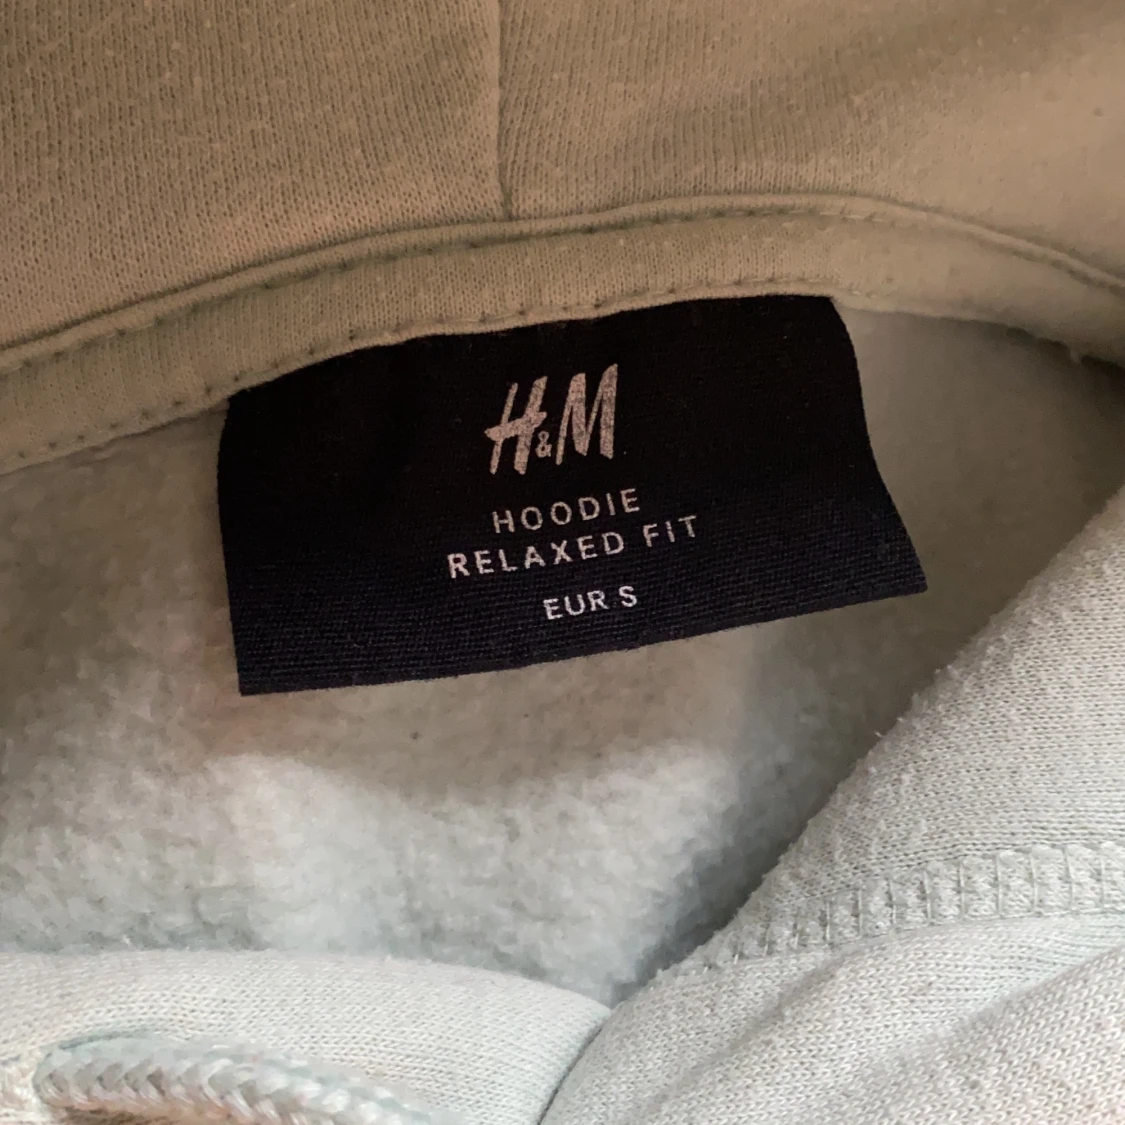 H&M
HOODIE
RELAXED FIT
EUR S